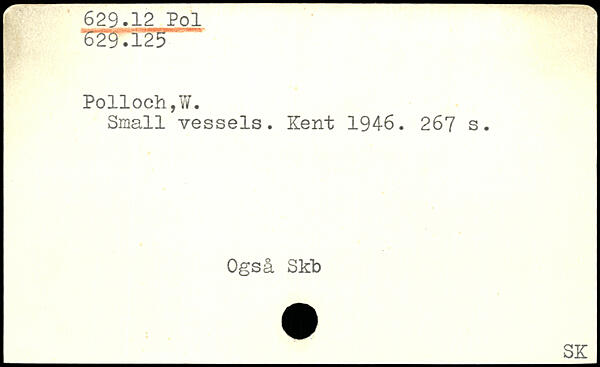 629.12 Pol
629.125
Polloch,W.
Small vessels. Kent 1946. 267 s.
Også Skb
SK